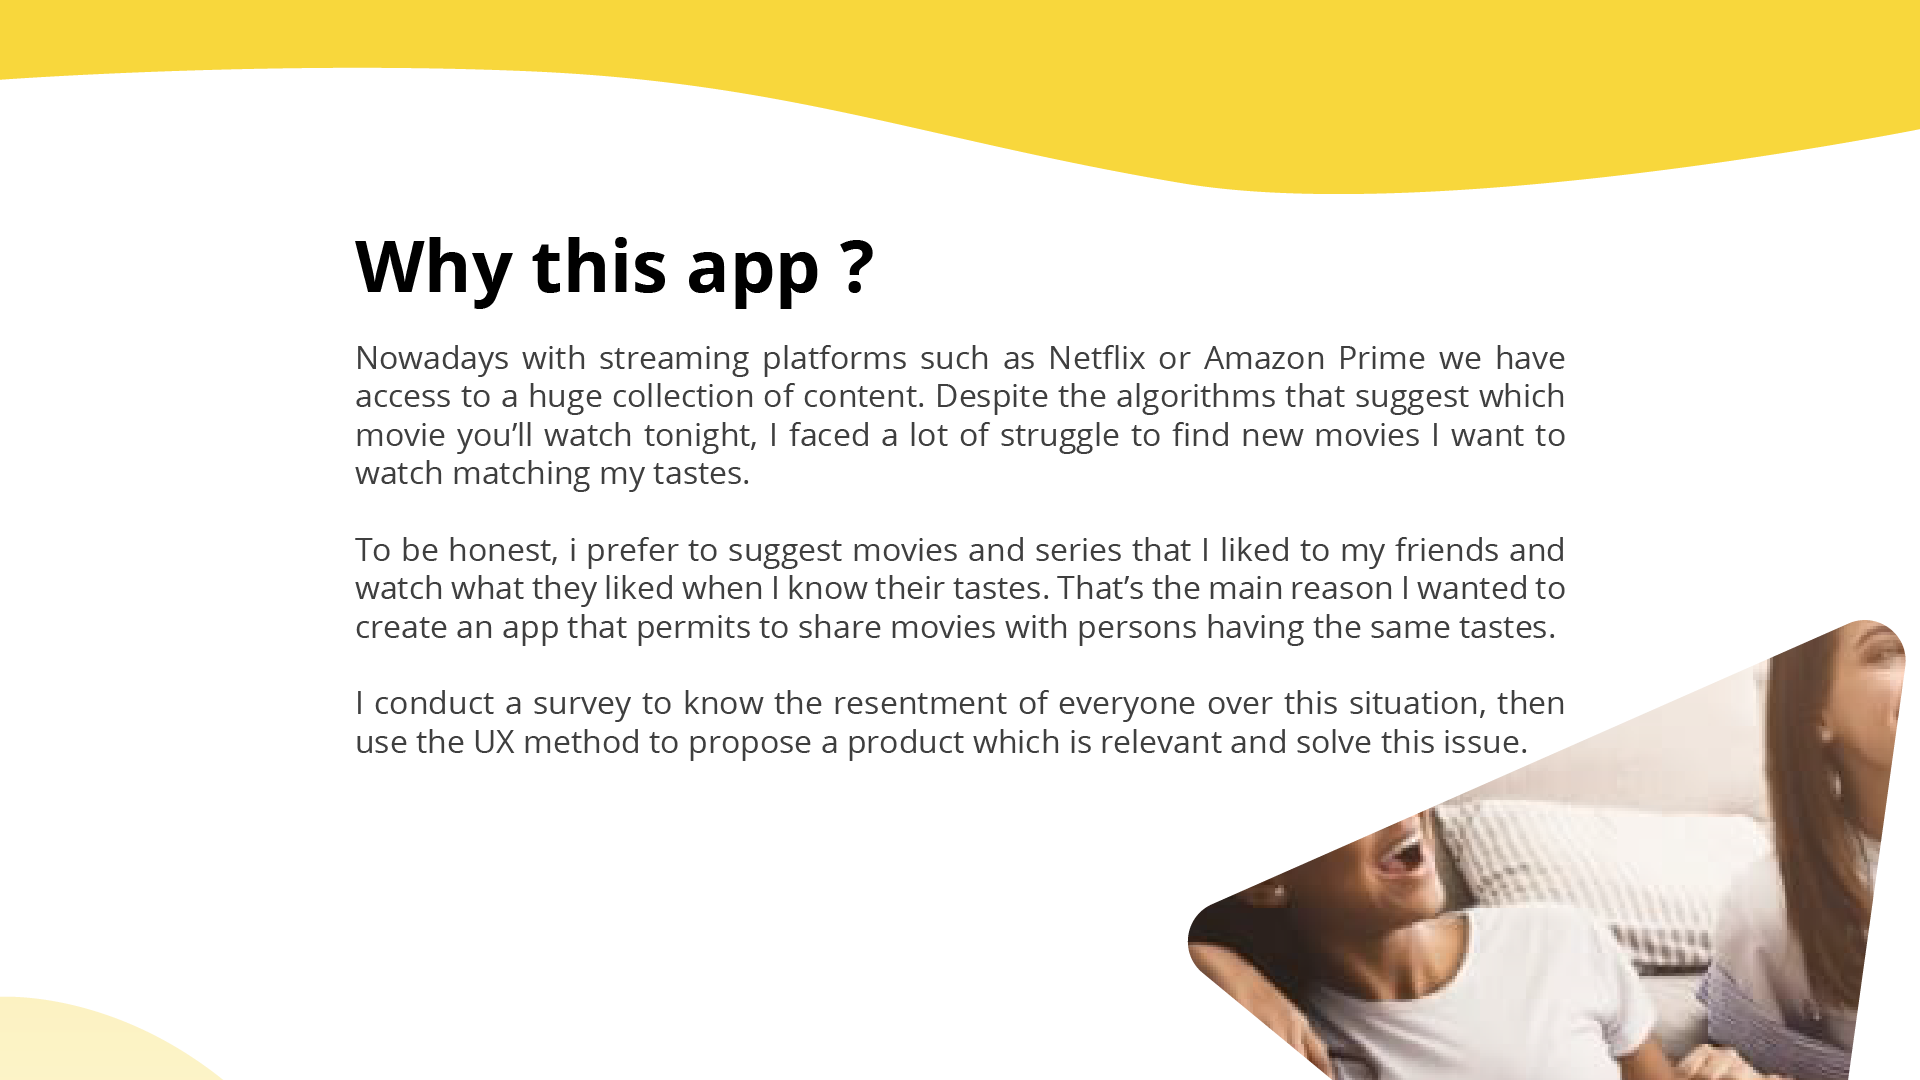 Why this app ?
Nowadays with streaming platforms such as Netflix or Amazon Prime we have
access to a huge collection of content. Despite the algorithms that suggest which
movie you’ll watch tonight, I faced a lot of struggle to find new movies I want to
watch matching my tastes.
To be honest, i prefer to suggest movies and series that I liked to my friends and
watch what they liked when I know their tastes. That’s the main reason I wanted to
create an app that permits to share movies with persons having the same tastes.
I conduct a survey to know the resentment of everyone over this situation, then
use the UX method to propose a product which is relevant and solve this issue.